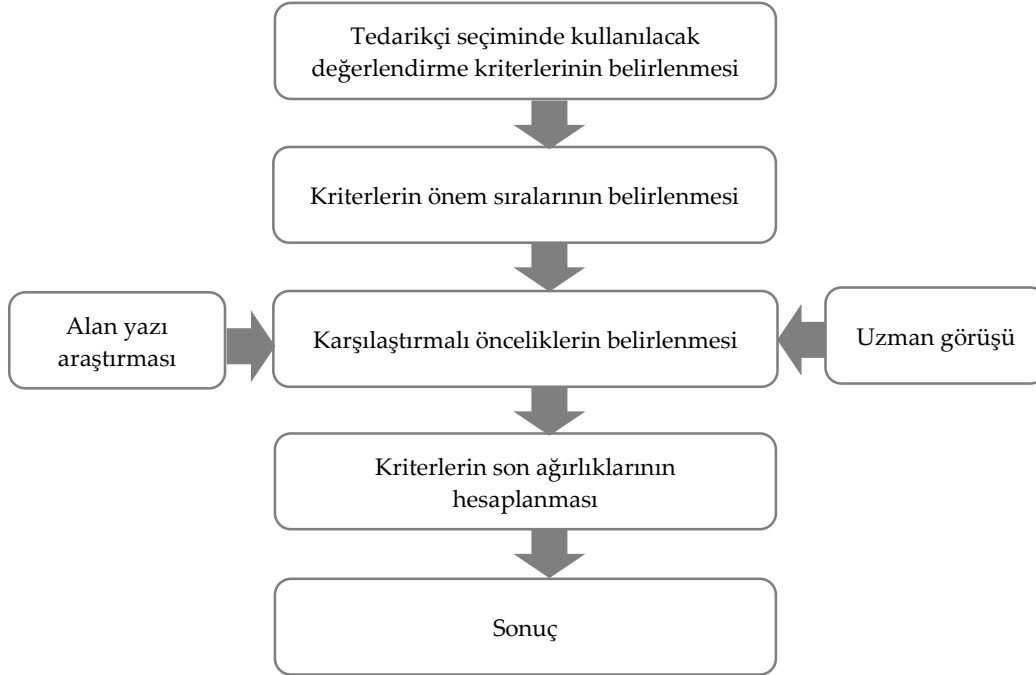 Tedarikçi seçiminde kullanılacak
değerlendirme kriterlerinin belirlenmesi
Kriterlerin önem sıralarının belirlenmesi
Alan yazı
araştırması
Karşılaştırmalı önceliklerin belirlenmesi
Uzman görüşü
Kriterlerin son ağırlıklarının
hesaplanması
Sonuç